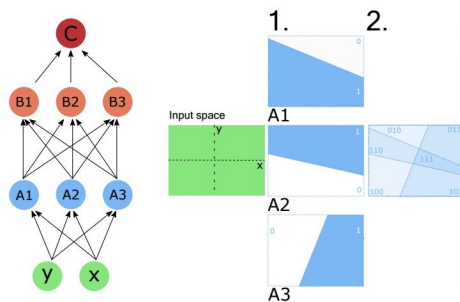 1. 2.
C
B1 B2 B3
A1 A2 A3
y x
Input space
y
x
0
1
A1
1
0
A2
0
1
A3
010
011
110
111
100